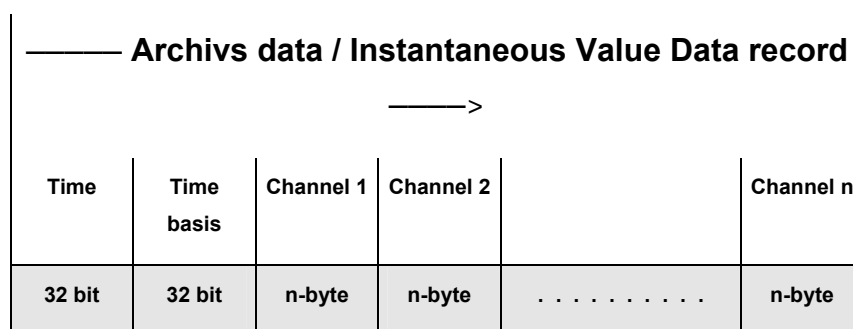 ———— Archivs data / Instantaneous Value Data record
————>
Time Time Channel 1 Channel 2 Channel n
basis
32 bit 32 bit n-byte n-byte . . . . . . . . . . n-byte